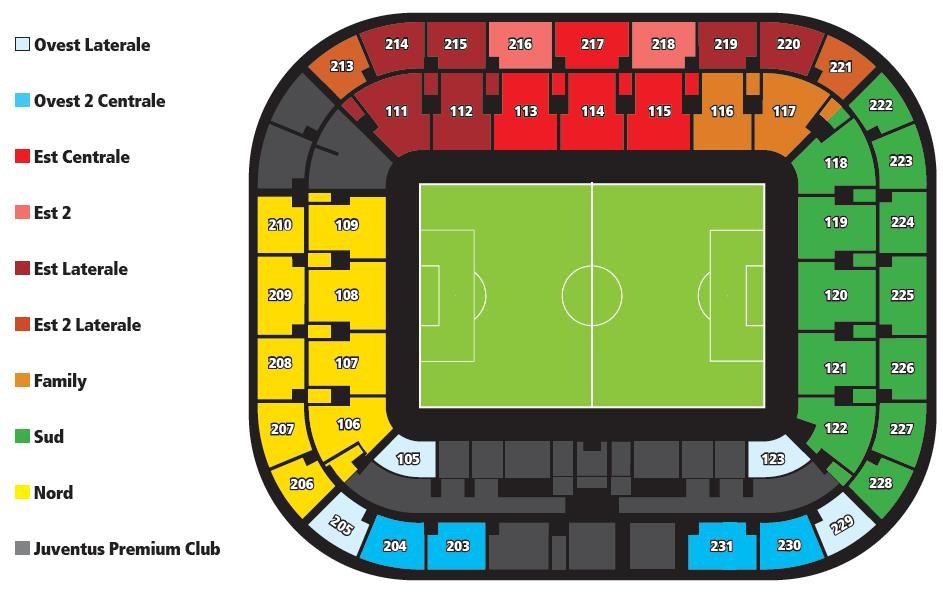 Ovest Laterale
Ovest 2 Centrale
Est Centrale
Est 2
Est Laterale
Est 2 Laterale
Family
Sud
Nord
Juventus Premium Club
213 214 215 216 217 218 219 220 221
111 112 113 114 115 116 117
222
118 223
210 109 119 224
209 108 120 225
208 107 121 226
207 106 122 227
105 123
206 228
205 229
204 203 231 230